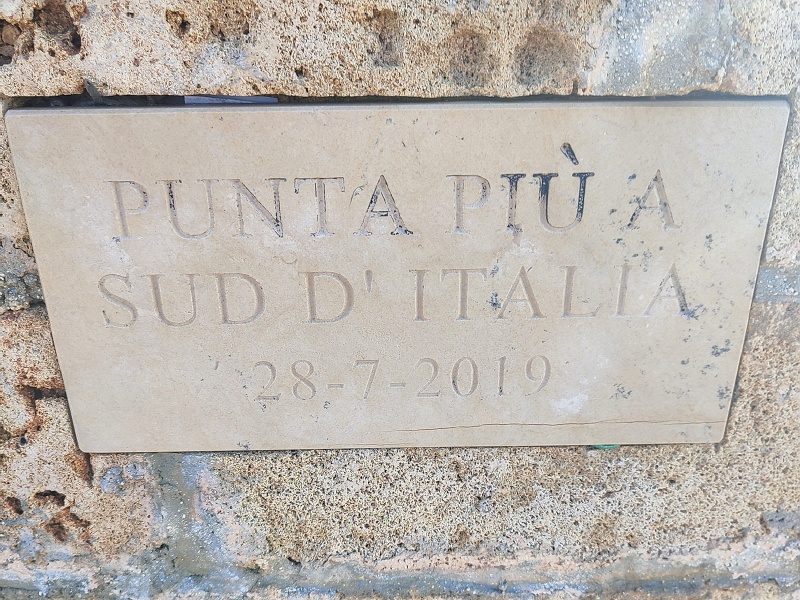 PUNTA PIÙ A
SUD D' ITALIA
28-7-2019